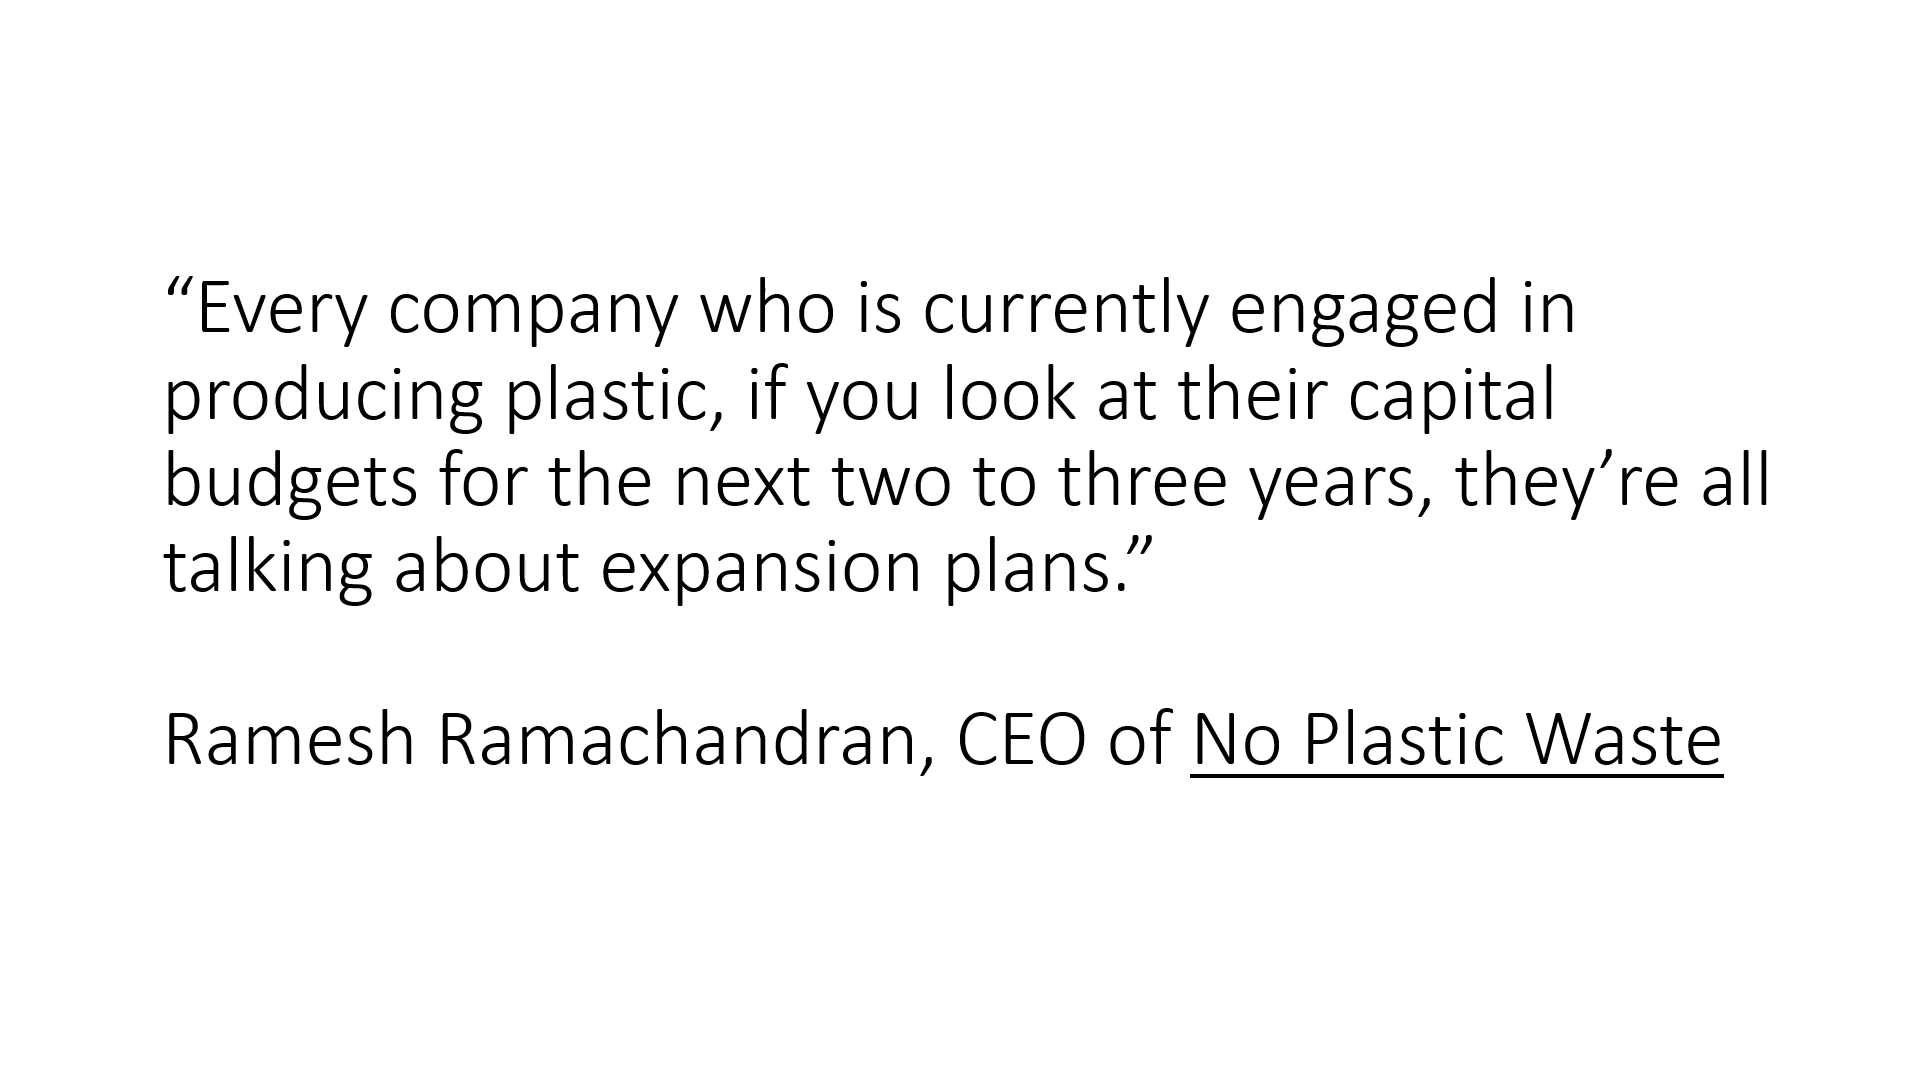 “Every company who is currently engaged in
producing plastic, if you look at their capital
budgets for the next two to three years, they’re all
talking about expansion plans.”
Ramesh Ramachandran, CEO of No Plastic Waste